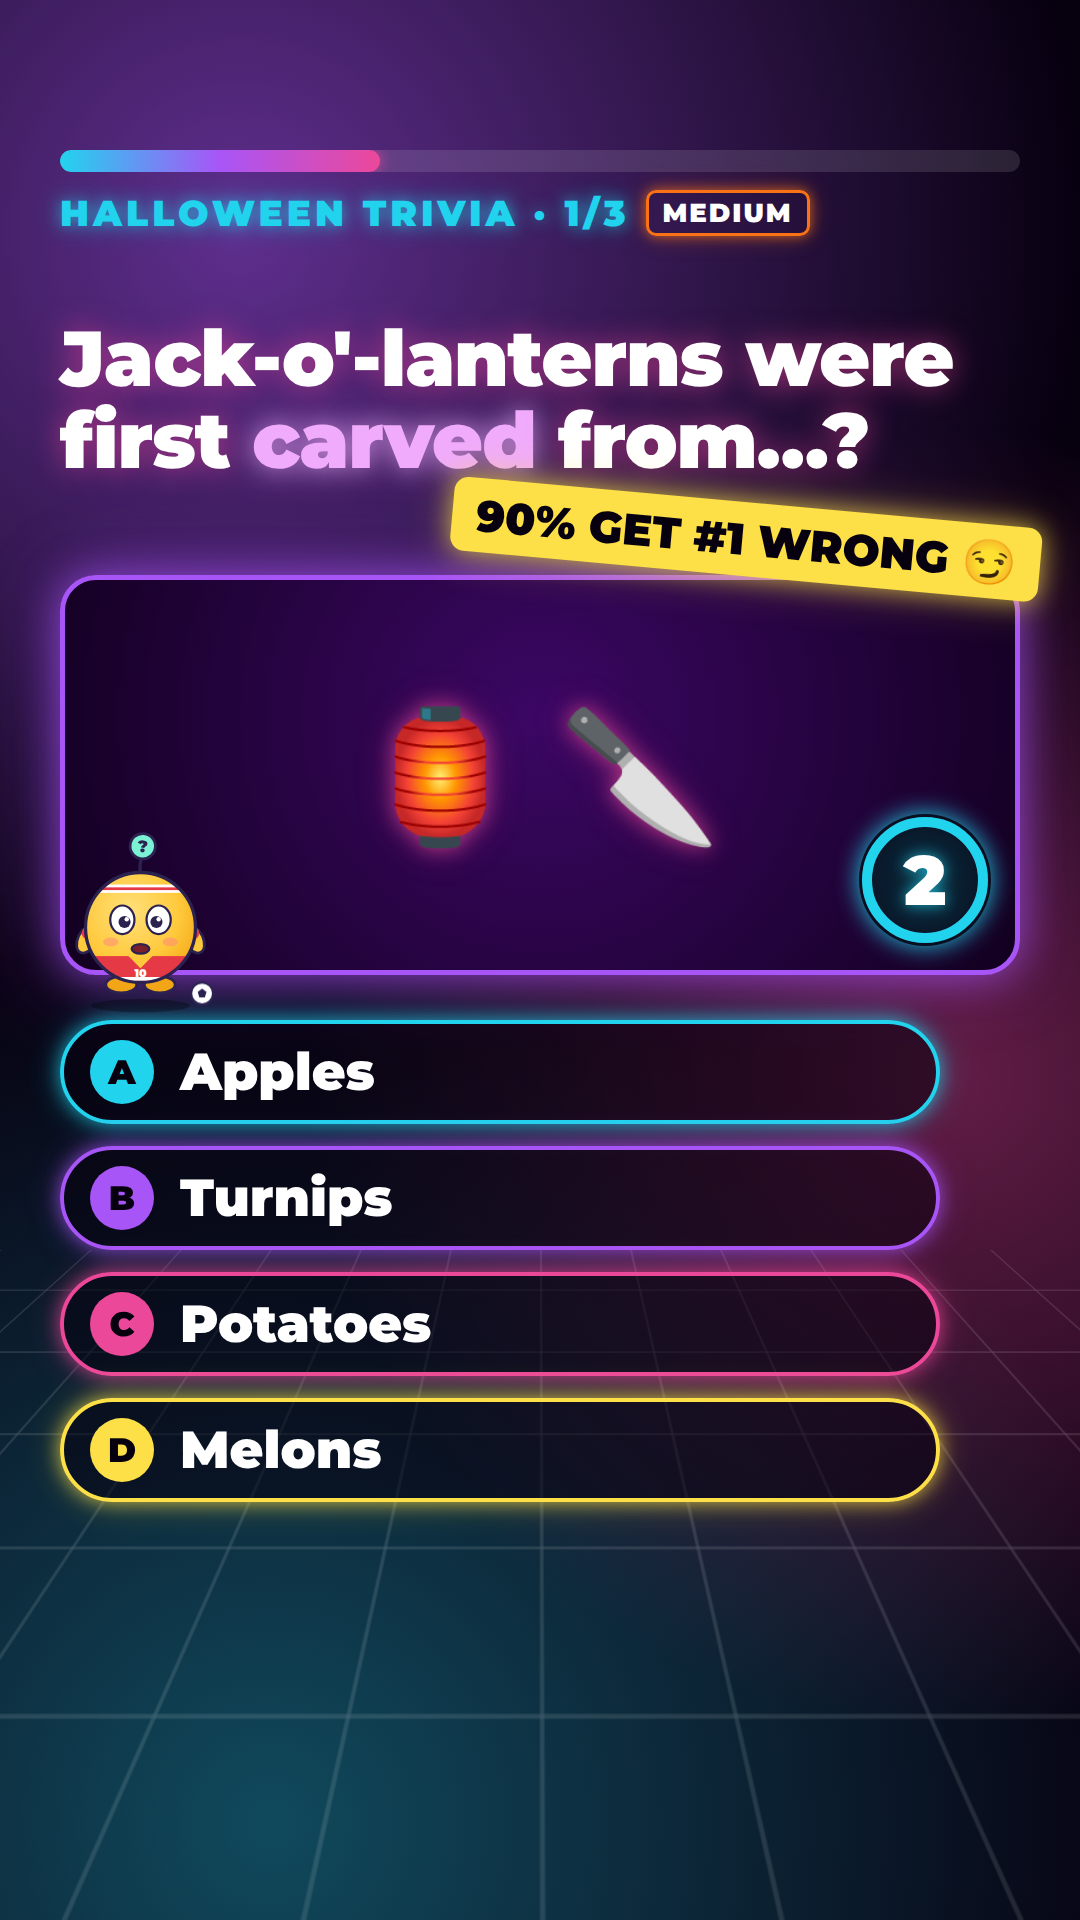 HALLOWEEN TRIVIA · 1/3 MEDIUM
Jack-o'-lanterns were
first carved from...?
90% GET #1 WRONG 😏
2
?
10
A Apples
B Turnips
C Potatoes
D Melons